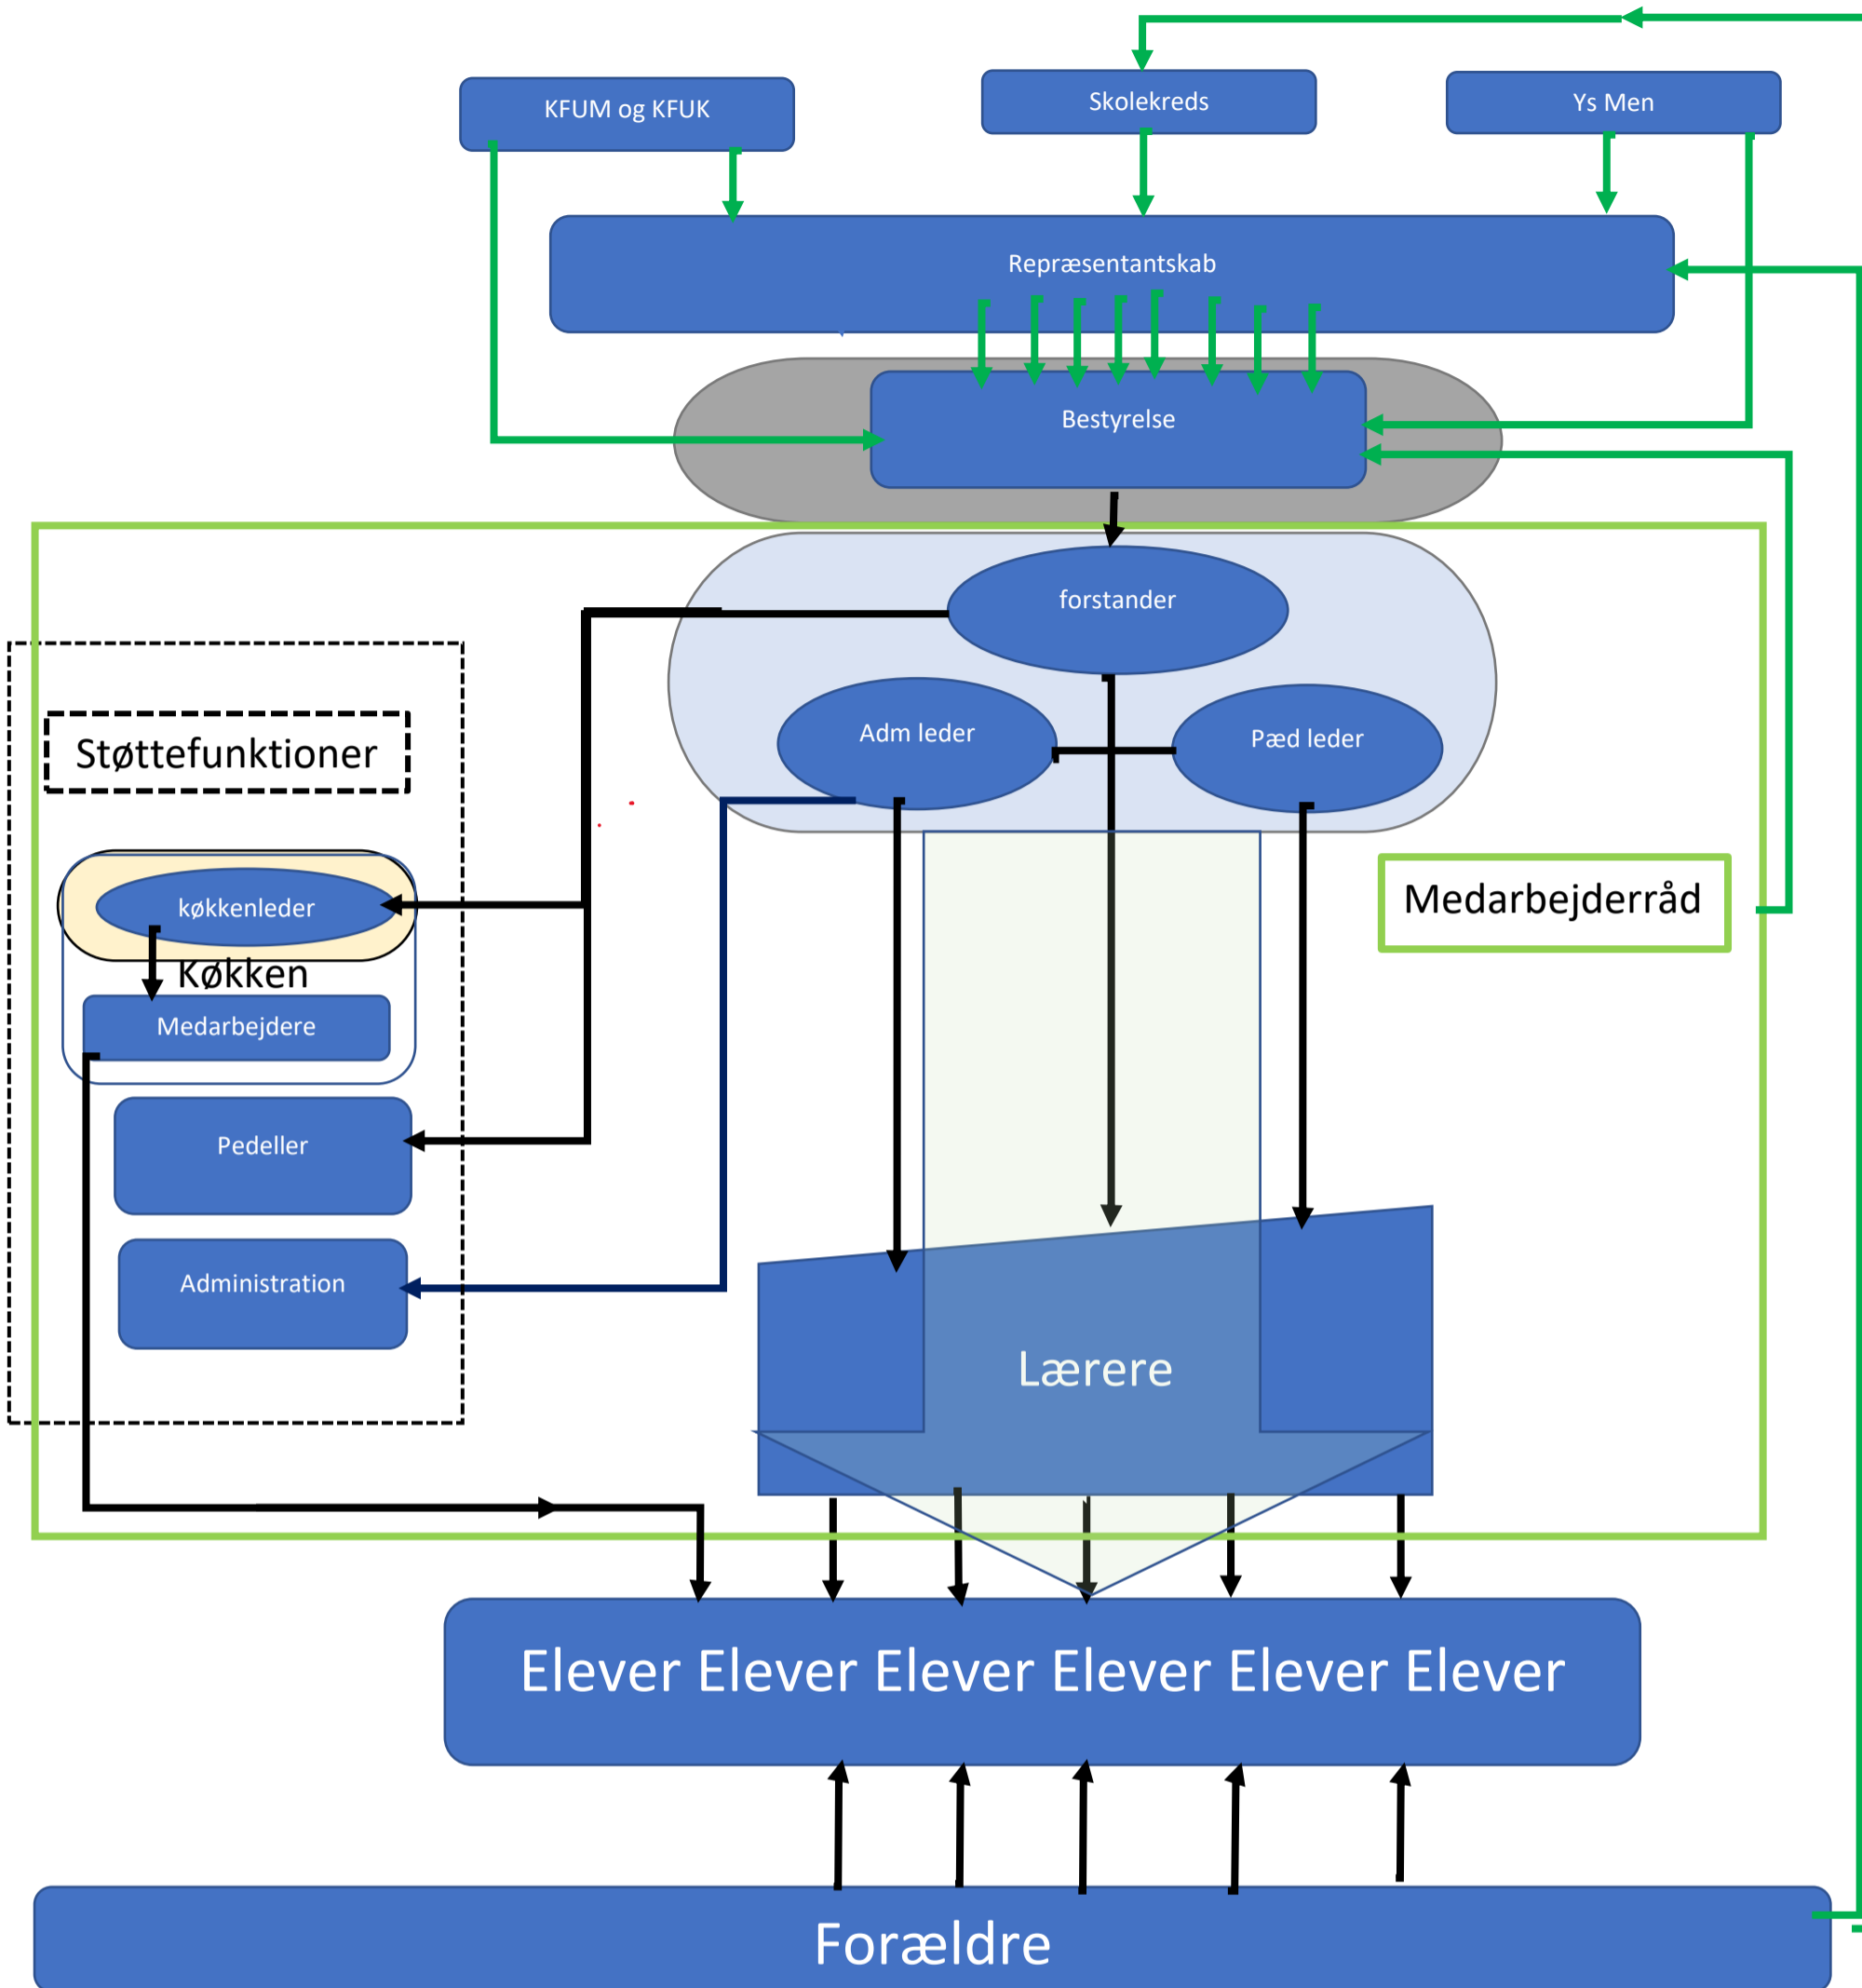 KFUM og KFUK
Skolekreds
Ys Men
Repræsentantskab
Bestyrelse
forstander
Adm leder
Pæd leder
Støttefunktioner
køkkenleder
Køkken
Medarbejdere
Medarbejderråd
Pedeller
Administration
Lærere
Elever Elever Elever Elever Elever Elever
Forældre